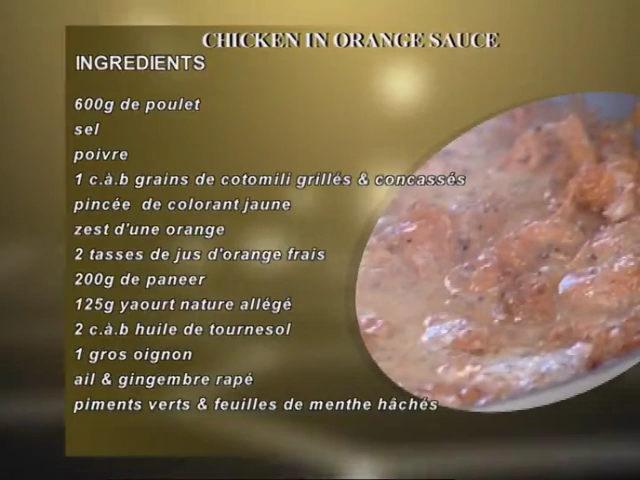 CHICKEN IN ORANGE SAUCE
INGREDIENTS
600g de poulet
sel
poivre
1 c.à.b grains de cotomili grillés & concassés
pincée de colorant jaune
zest d'une orange
2 tasses de jus d'orange frais
200g de paneer
125g yaourt nature allégé
2 c.à.b huile de tournesol
1 gros oignon
ail & gingembre rapé
piments verts & feuilles de menthe hâchés